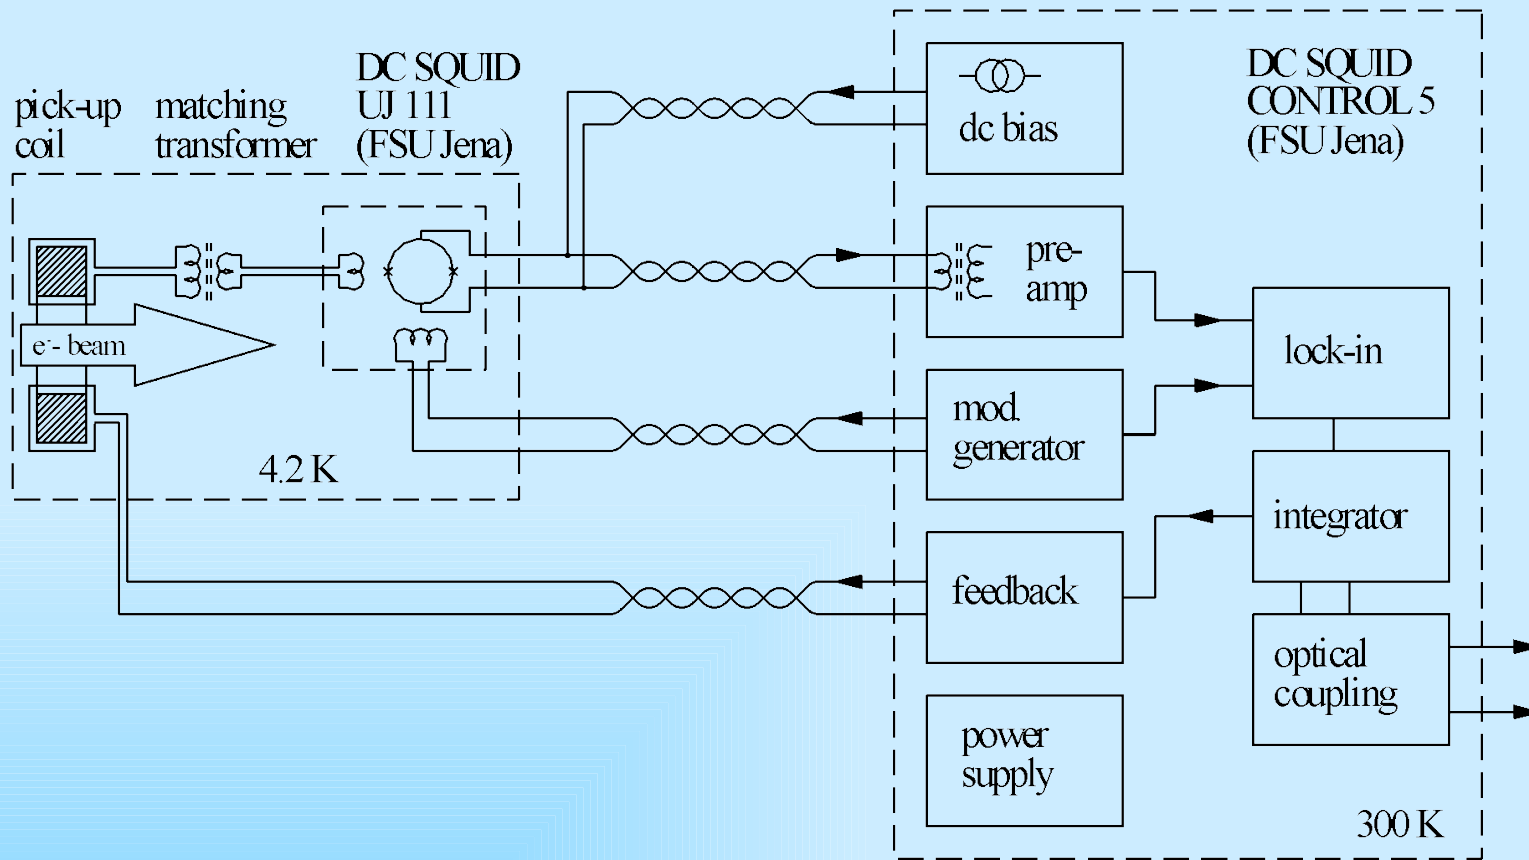 pick-up
coil
matching
transformer
DC SQUID
UJ 111
(FSU Jena)
e⁻- beam
4.2 K
DC SQUID
CONTROL 5
(FSU Jena)
dc bias
pre-
amp
lock-in
mod.
generator
integrator
feedback
optical
coupling
power
supply
300 K